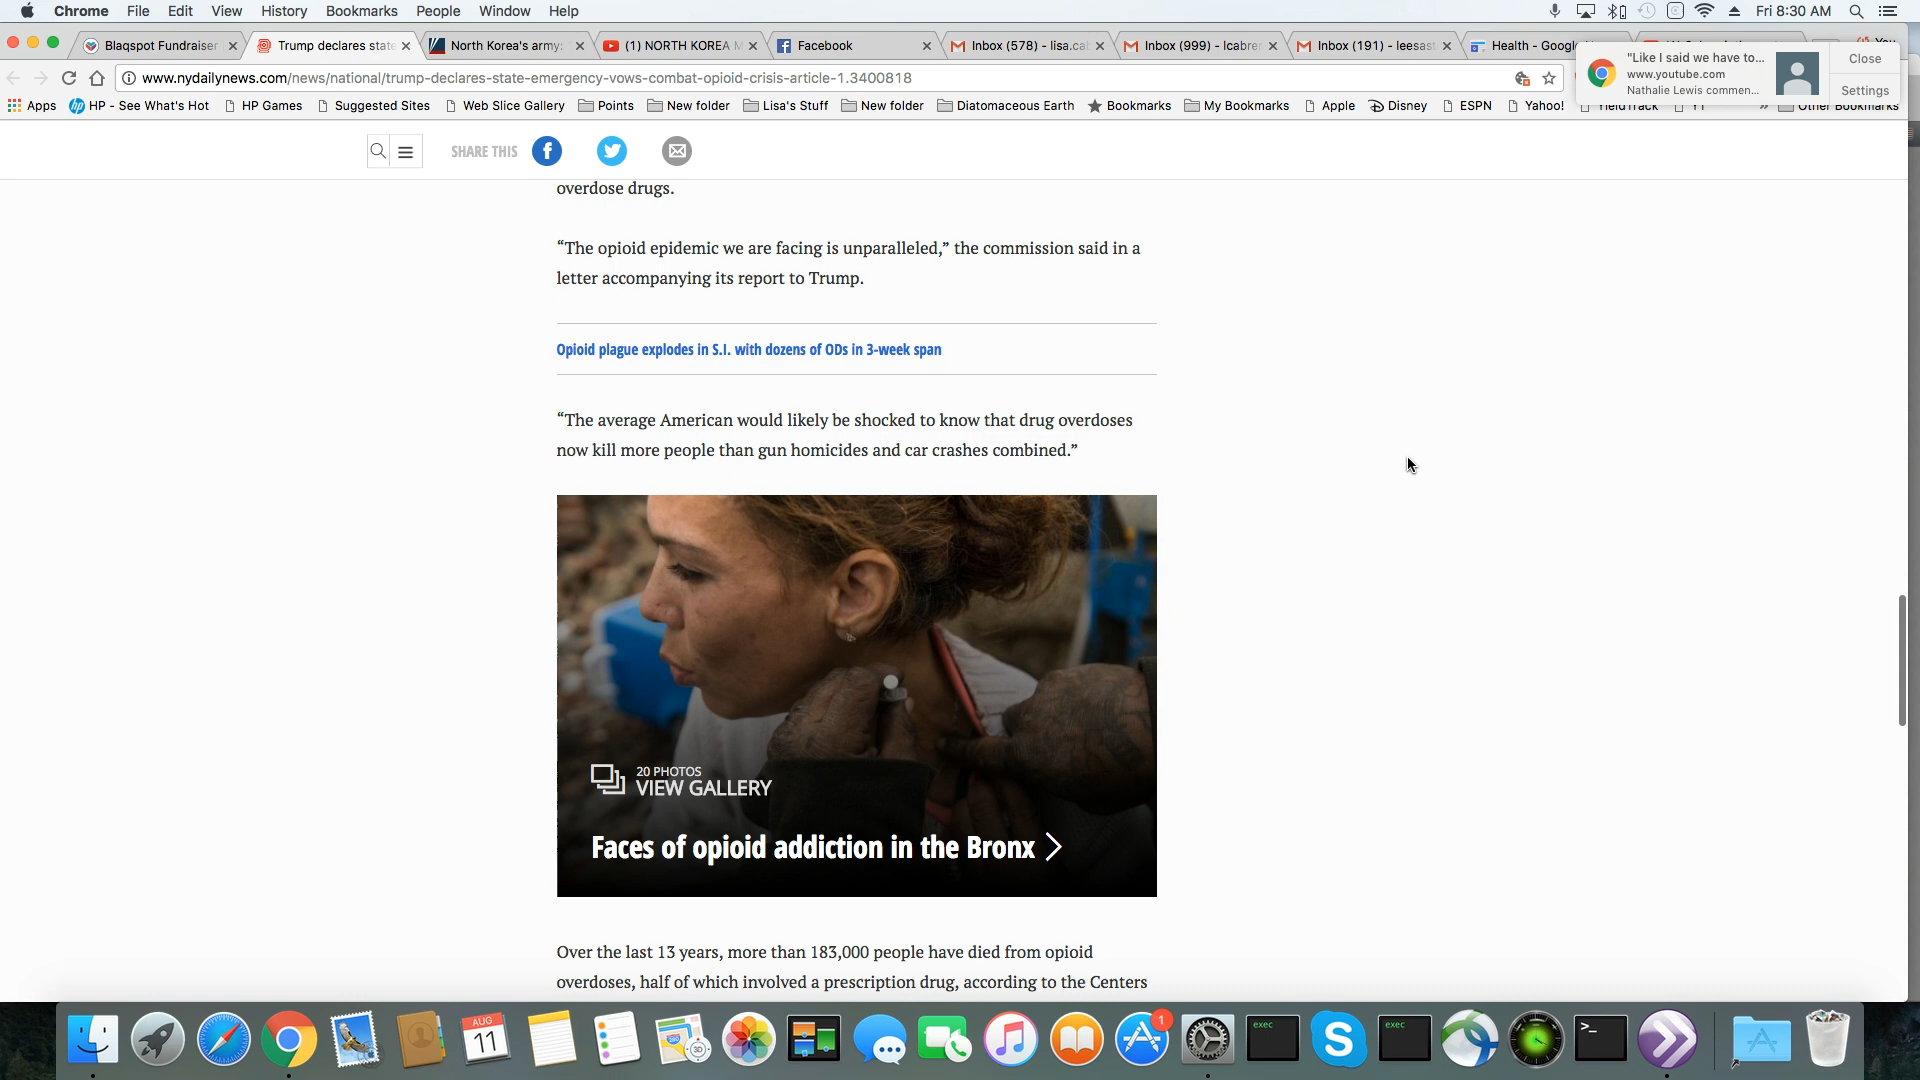 Chrome File Edit View History Bookmarks People Window Help Fri 8:30 AM
Blaqspot Fundraiser Trump declares state North Korea's army: (1) NORTH KOREA Facebook Inbox (578) - lisa.ca Inbox (999) - lcabrer Inbox (191) - leesas Health - Googl
"Like I said we have to...
www.youtube.com
Nathalie Lewis commen...
Close
Settings
www.nydailynews.com/news/national/trump-declares-state-emergency-vows-combat-opioid-crisis-article-1.3400818
Apps HP - See What's Hot HP Games Suggested Sites Web Slice Gallery Points New folder Lisa's Stuff New folder Diatomaceous Earth Bookmarks My Bookmarks Apple Disney ESPN Yahoo! YieldTrack YT » Other Bookmarks
SHARE THIS
overdose drugs.
“The opioid epidemic we are facing is unparalleled,” the commission said in a
letter accompanying its report to Trump.
Opioid plague explodes in S.I. with dozens of ODs in 3-week span
“The average American would likely be shocked to know that drug overdoses
now kill more people than gun homicides and car crashes combined.”
20 PHOTOS
VIEW GALLERY
Faces of opioid addiction in the Bronx
Over the last 13 years, more than 183,000 people have died from opioid
overdoses, half of which involved a prescription drug, according to the Centers
AUG
11
3D
1
exec
exec
>_